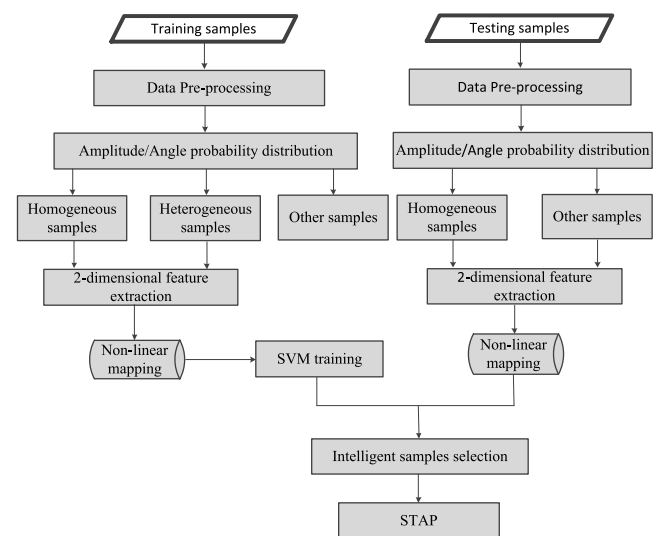 Training samples
Testing samples
Data Pre-processing
Data Pre-processing
Amplitude/Angle probability distribution
Amplitude/Angle probability distribution
Homogeneous
samples
Heterogeneous
samples
Other samples
Homogeneous
samples
Other samples
2-dimensional feature
extraction
2-dimensional feature
extraction
Non-linear
mapping
SVM training
Non-linear
mapping
Intelligent samples selection
STAP